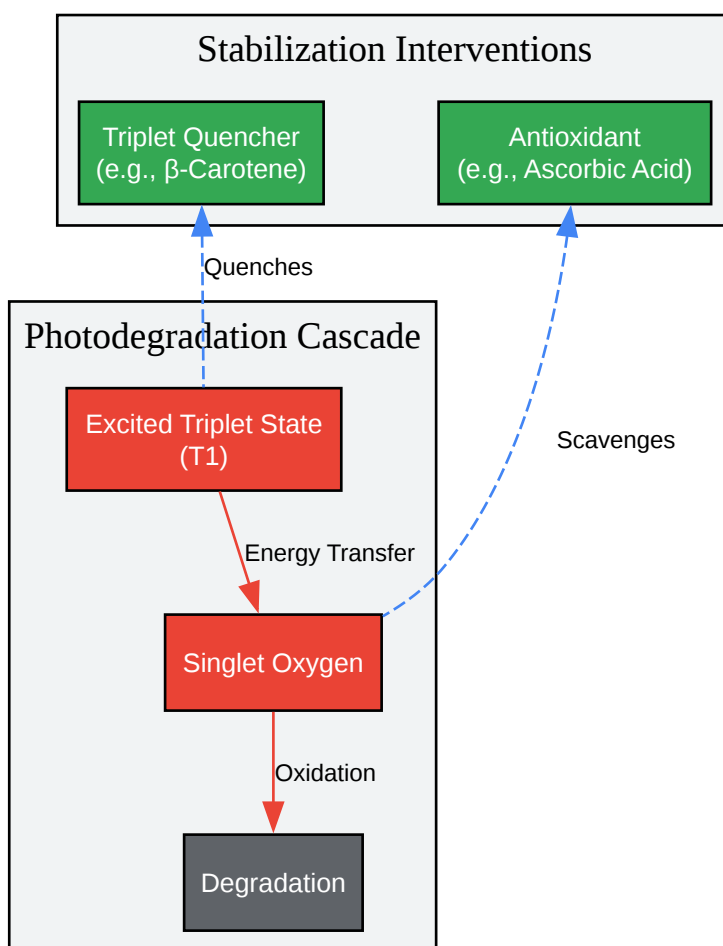 Stabilization Interventions
Triplet Quencher
(e.g., β-Carotene)
Antioxidant
(e.g., Ascorbic Acid)
Quenches
Photodegradation Cascade
Excited Triplet State
(T1)
Scavenges
Energy Transfer
Singlet Oxygen
Oxidation
Degradation